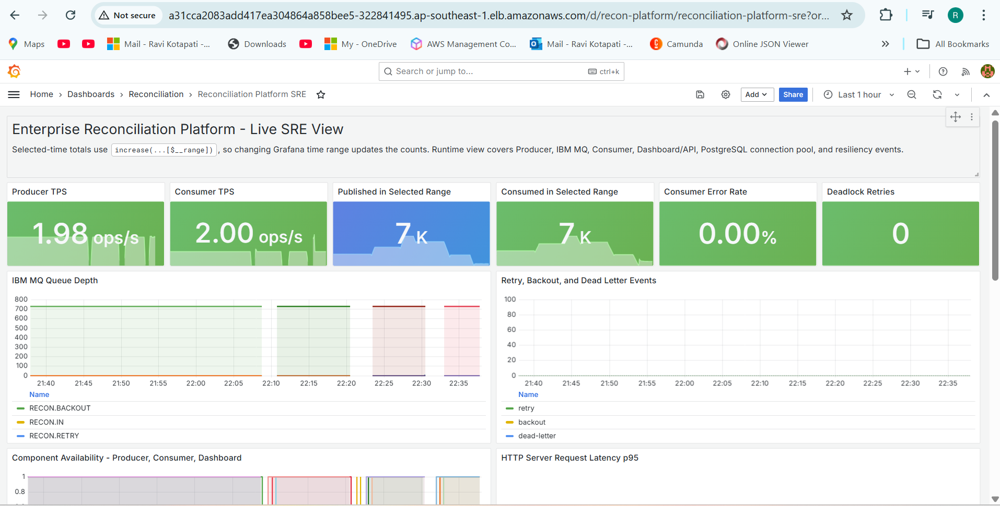 Not secure
a31cca2083add417ea304864a858bee5-322841495.ap-southeast-1.elb.amazonaws.com/d/recon-platform/reconciliation-platform-sre?or...
R
Maps
Mail - Ravi Kotapati -...
Downloads
My - OneDrive
AWS Management Co...
Mail - Ravi Kotapati -...
Camunda
Online JSON Viewer
All Bookmarks
Search or jump to...
ctrl+k
Home › Dashboards › Reconciliation › Reconciliation Platform SRE
Add
Share
Last 1 hour
Enterprise Reconciliation Platform - Live SRE View
Selected-time totals use increase(...[$__range]), so changing Grafana time range updates the counts. Runtime view covers Producer, IBM MQ, Consumer, Dashboard/API, PostgreSQL connection pool, and resiliency events.
Producer TPS
1.98 ops/s
Consumer TPS
2.00 ops/s
Published in Selected Range
7 K
Consumed in Selected Range
7 K
Consumer Error Rate
0.00%
Deadlock Retries
0
IBM MQ Queue Depth
800
700
600
500
400
300
200
100
0
21:40 21:45 21:50 21:55 22:00 22:05 22:10 22:15 22:20 22:25 22:30 22:35
Name
RECON.BACKOUT
RECON.IN
RECON.RETRY
Retry, Backout, and Dead Letter Events
100
80
60
40
20
0
21:40 21:45 21:50 21:55 22:00 22:05 22:10 22:15 22:20 22:25 22:30 22:35
Name
retry
backout
dead-letter
Component Availability - Producer, Consumer, Dashboard
1
0.8
HTTP Server Request Latency p95